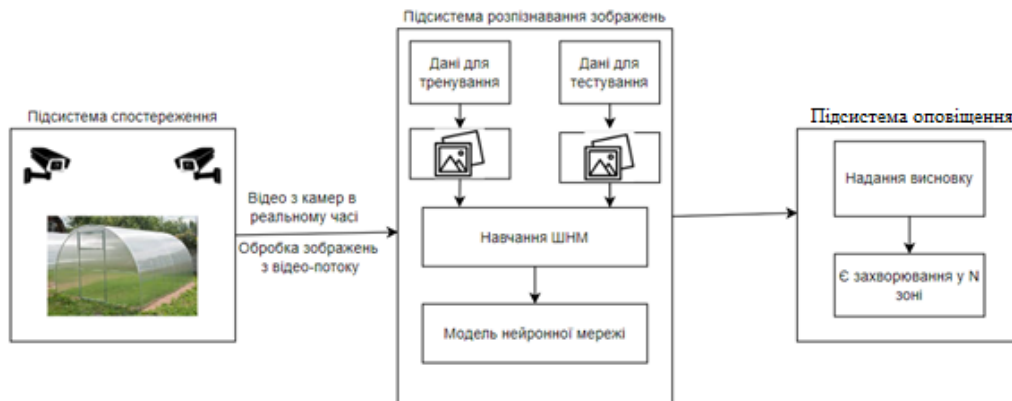 Підсистема спостереження
Відео з камер в
реальному часі
Обробка зображень
з відео-потоку
Підсистема розпізнавання зображень
Дані для
тренування
Дані для
тестування
Навчання ШНМ
Модель нейронної мережі
Підсистема оповіщення
Надання висновку
Є захворювання у N
зоні